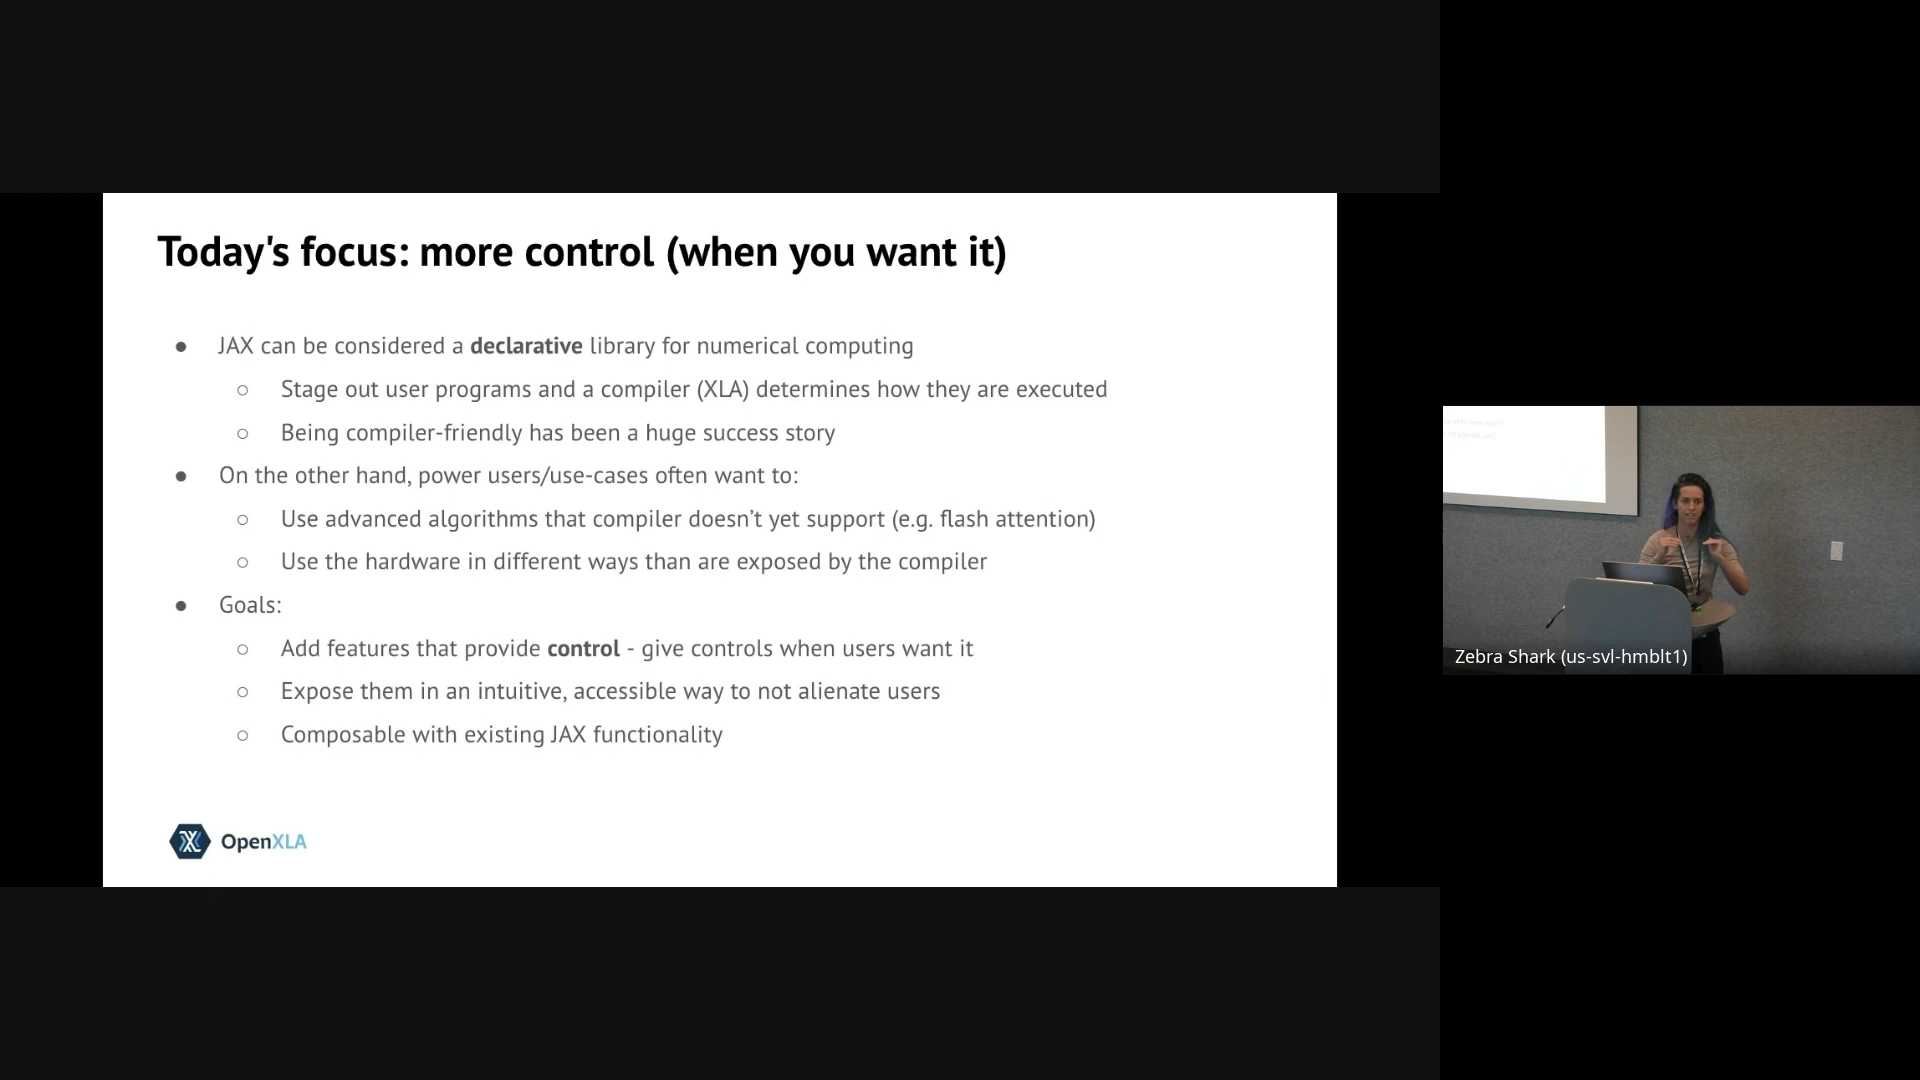 Today's focus: more control (when you want it)
● JAX can be considered a declarative library for numerical computing
○ Stage out user programs and a compiler (XLA) determines how they are executed
○ Being compiler-friendly has been a huge success story
● On the other hand, power users/use-cases often want to:
○ Use advanced algorithms that compiler doesn’t yet support (e.g. flash attention)
○ Use the hardware in different ways than are exposed by the compiler
● Goals:
○ Add features that provide control - give controls when users want it
○ Expose them in an intuitive, accessible way to not alienate users
○ Composable with existing JAX functionality
OpenXLA
Zebra Shark (us-svl-hmblt1)